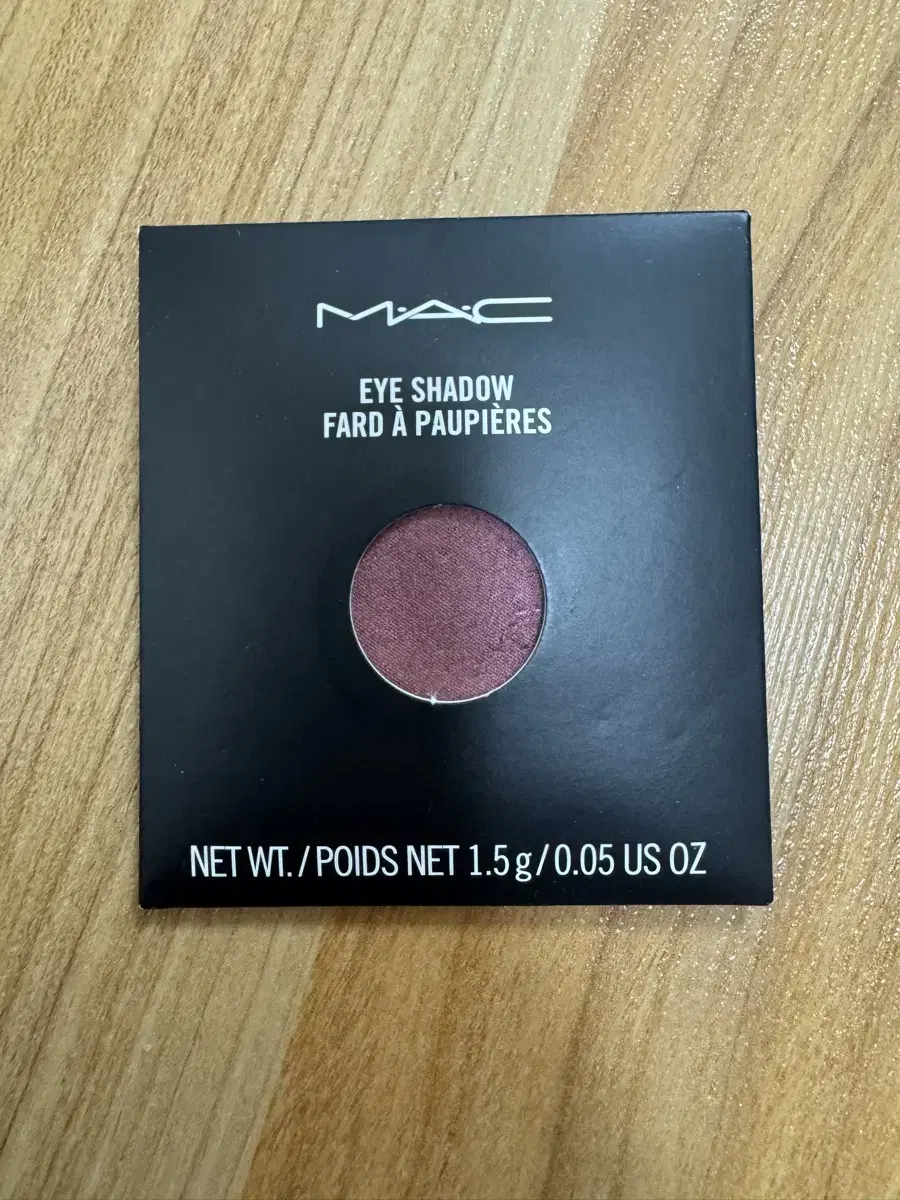 M·A·C
EYE SHADOW
FARD À PAUPIÈRES
NET WT. / POIDS NET 1.5 g / 0.05 US OZ